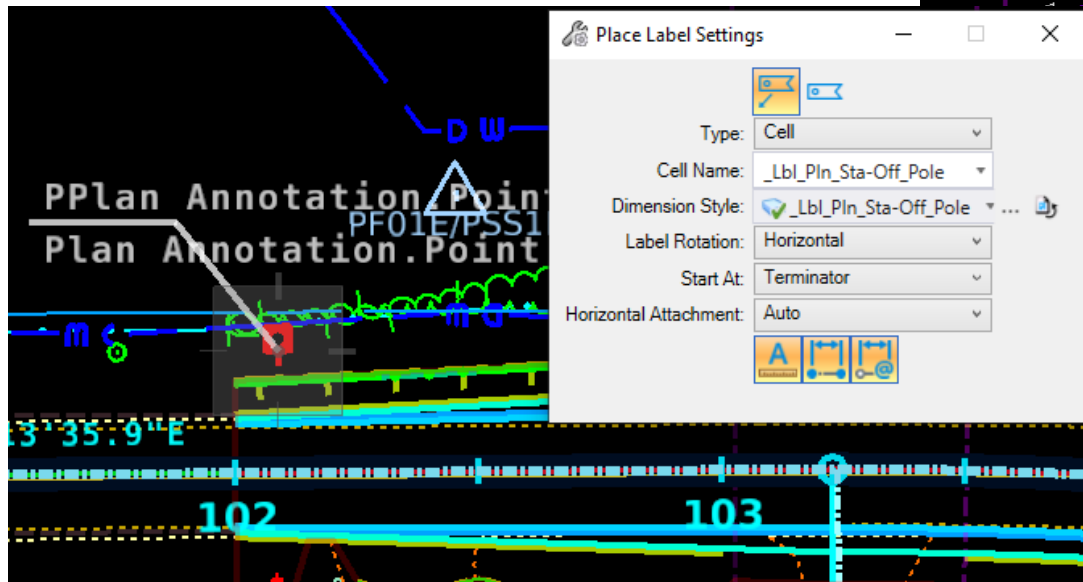 Place Label Settings
Type: Cell
Cell Name: _Lbl_Pln_Sta-Off_Pole
Dimension Style: _Lbl_Pln_Sta-Off_Pole ...
Label Rotation: Horizontal
Start At: Terminator
Horizontal Attachment: Auto
A
D W
PPlan Annotation Point
PF01E/PSS1
Plan Annotation.Point
M G
M G
13'35.9"E
102
103